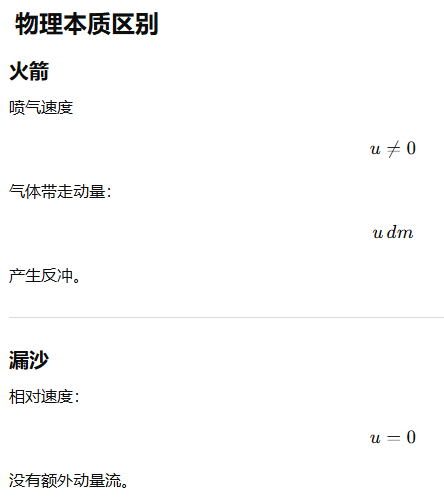 物理本质区别
火箭
喷气速度
u ≠ 0
气体带走动量：
u dm
产生反冲。
漏沙
相对速度：
u = 0
没有额外动量流。